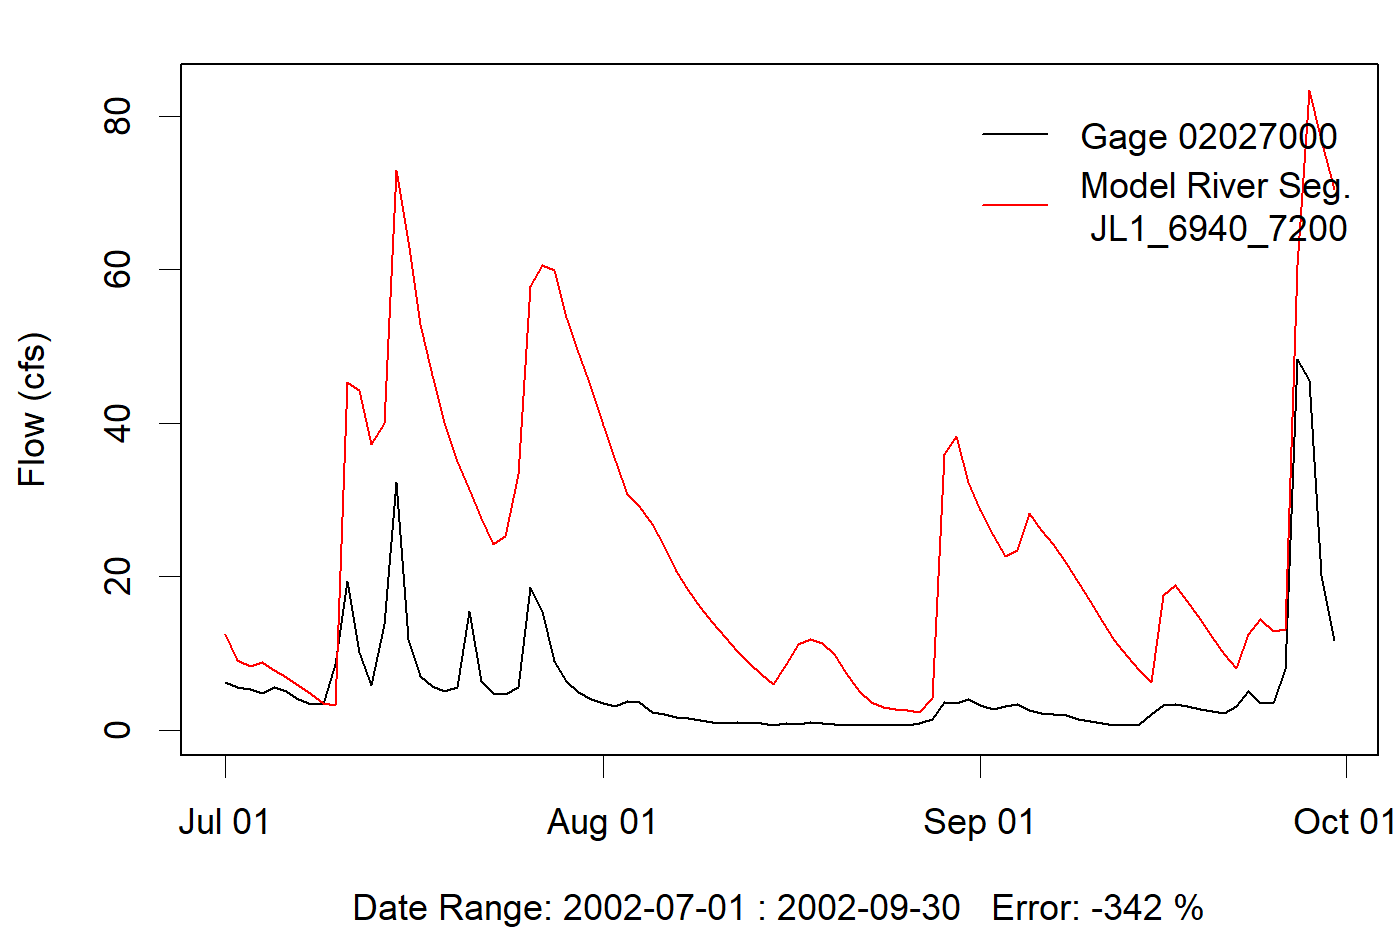 Flow (cfs)
80
60
40
20
0
Gage 02027000
Model River Seg.
JL1_6940_7200
Jul 01
Aug 01
Sep 01
Oct 01
Date Range: 2002-07-01 : 2002-09-30   Error: -342 %